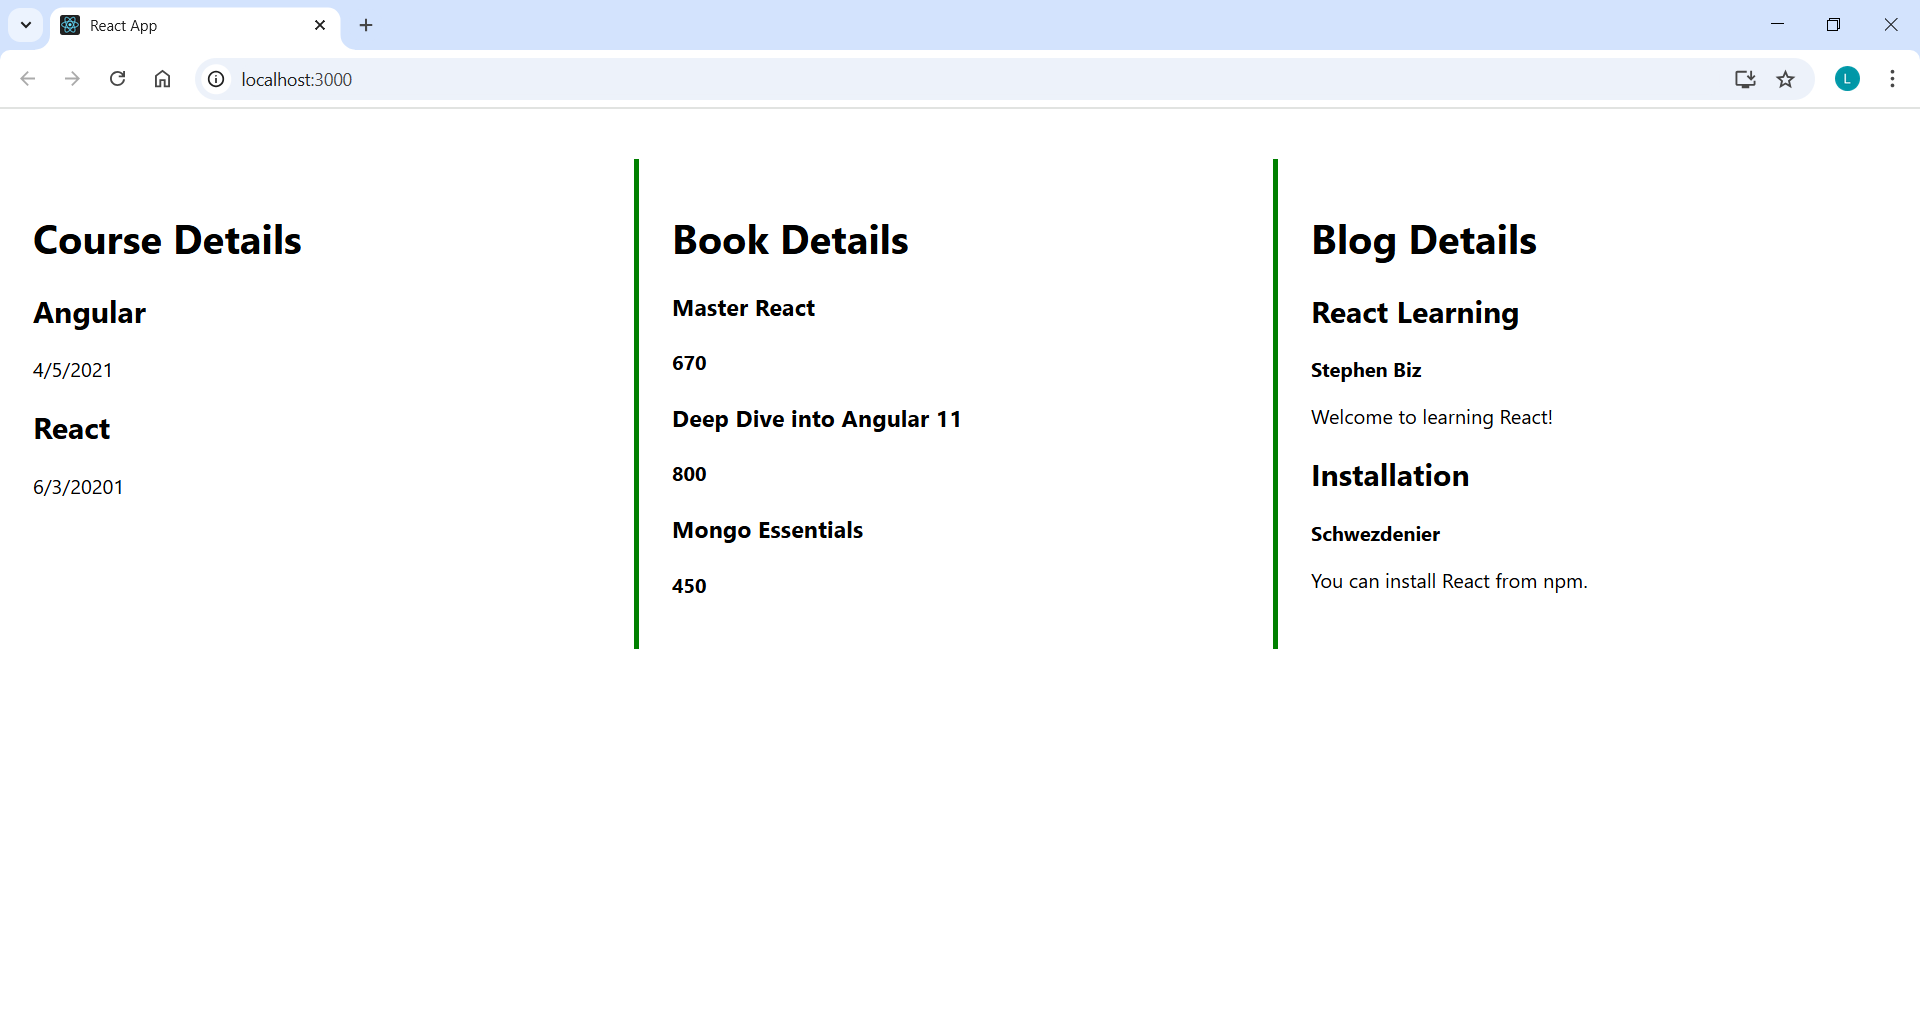 React App
localhost:3000
L
Course Details
Angular
4/5/2021
React
6/3/20201
Book Details
Master React
670
Deep Dive into Angular 11
800
Mongo Essentials
450
Blog Details
React Learning
Stephen Biz
Welcome to learning React!
Installation
Schwezdenier
You can install React from npm.